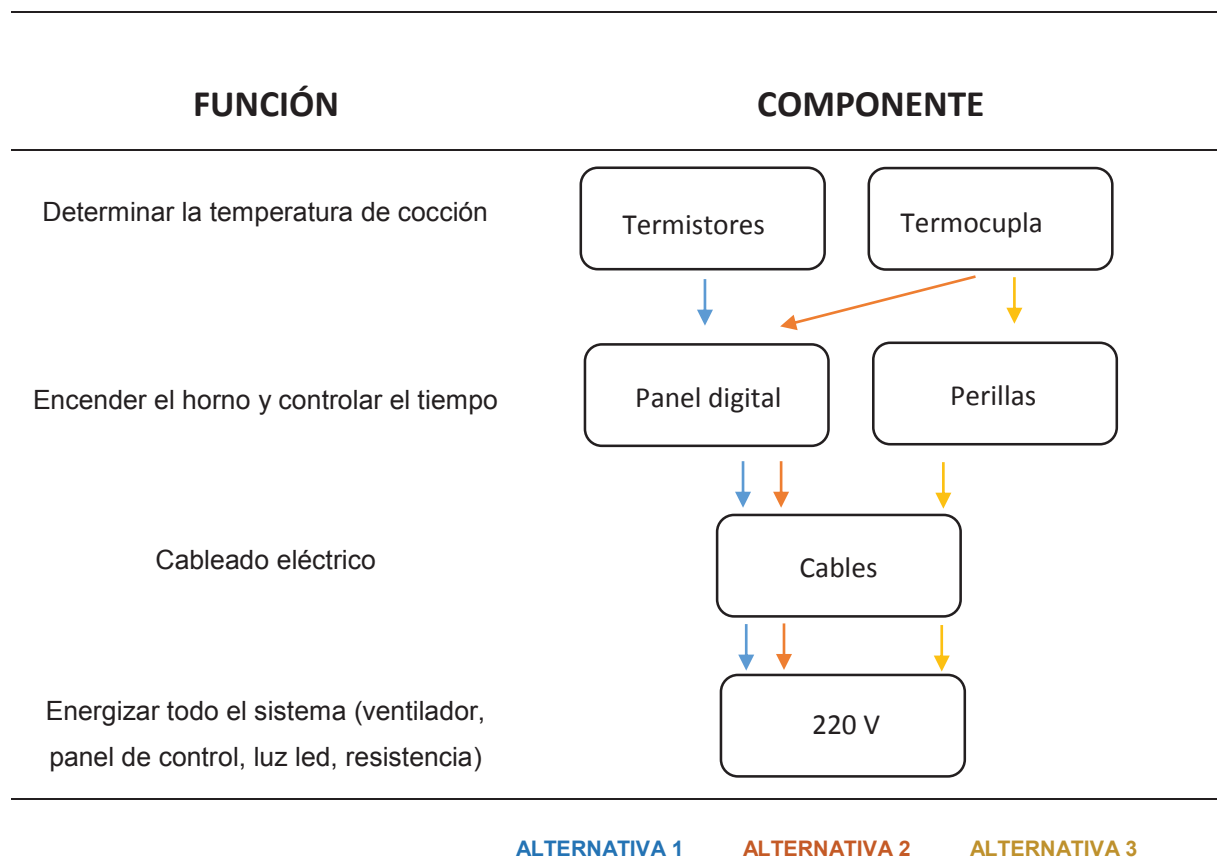 FUNCIÓN COMPONENTE
Determinar la temperatura de cocción
Termistores
Termocupla
Encender el horno y controlar el tiempo
Panel digital
Perillas
Cableado eléctrico
Cables
Energizar todo el sistema (ventilador,
panel de control, luz led, resistencia)
220 V
ALTERNATIVA 1 ALTERNATIVA 2 ALTERNATIVA 3